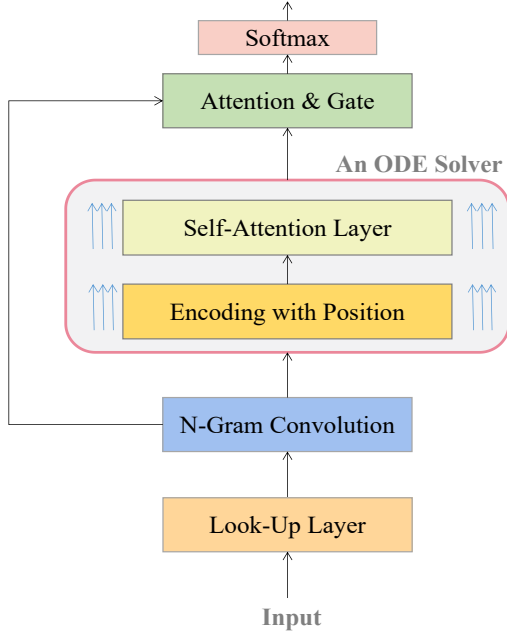 Softmax
Attention & Gate
An ODE Solver
Self-Attention Layer
Encoding with Position
N-Gram Convolution
Look-Up Layer
Input